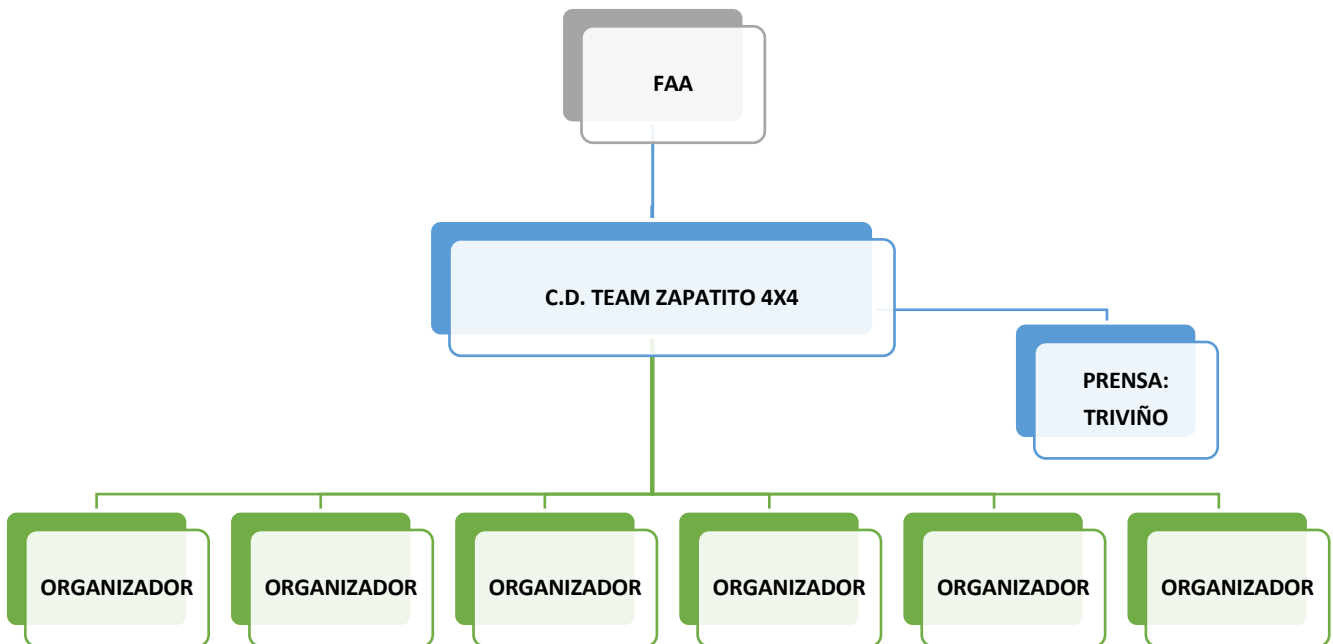 FAA
C.D. TEAM ZAPATITO 4X4
PRENSA:
TRIVIÑO
ORGANIZADOR
ORGANIZADOR
ORGANIZADOR
ORGANIZADOR
ORGANIZADOR
ORGANIZADOR